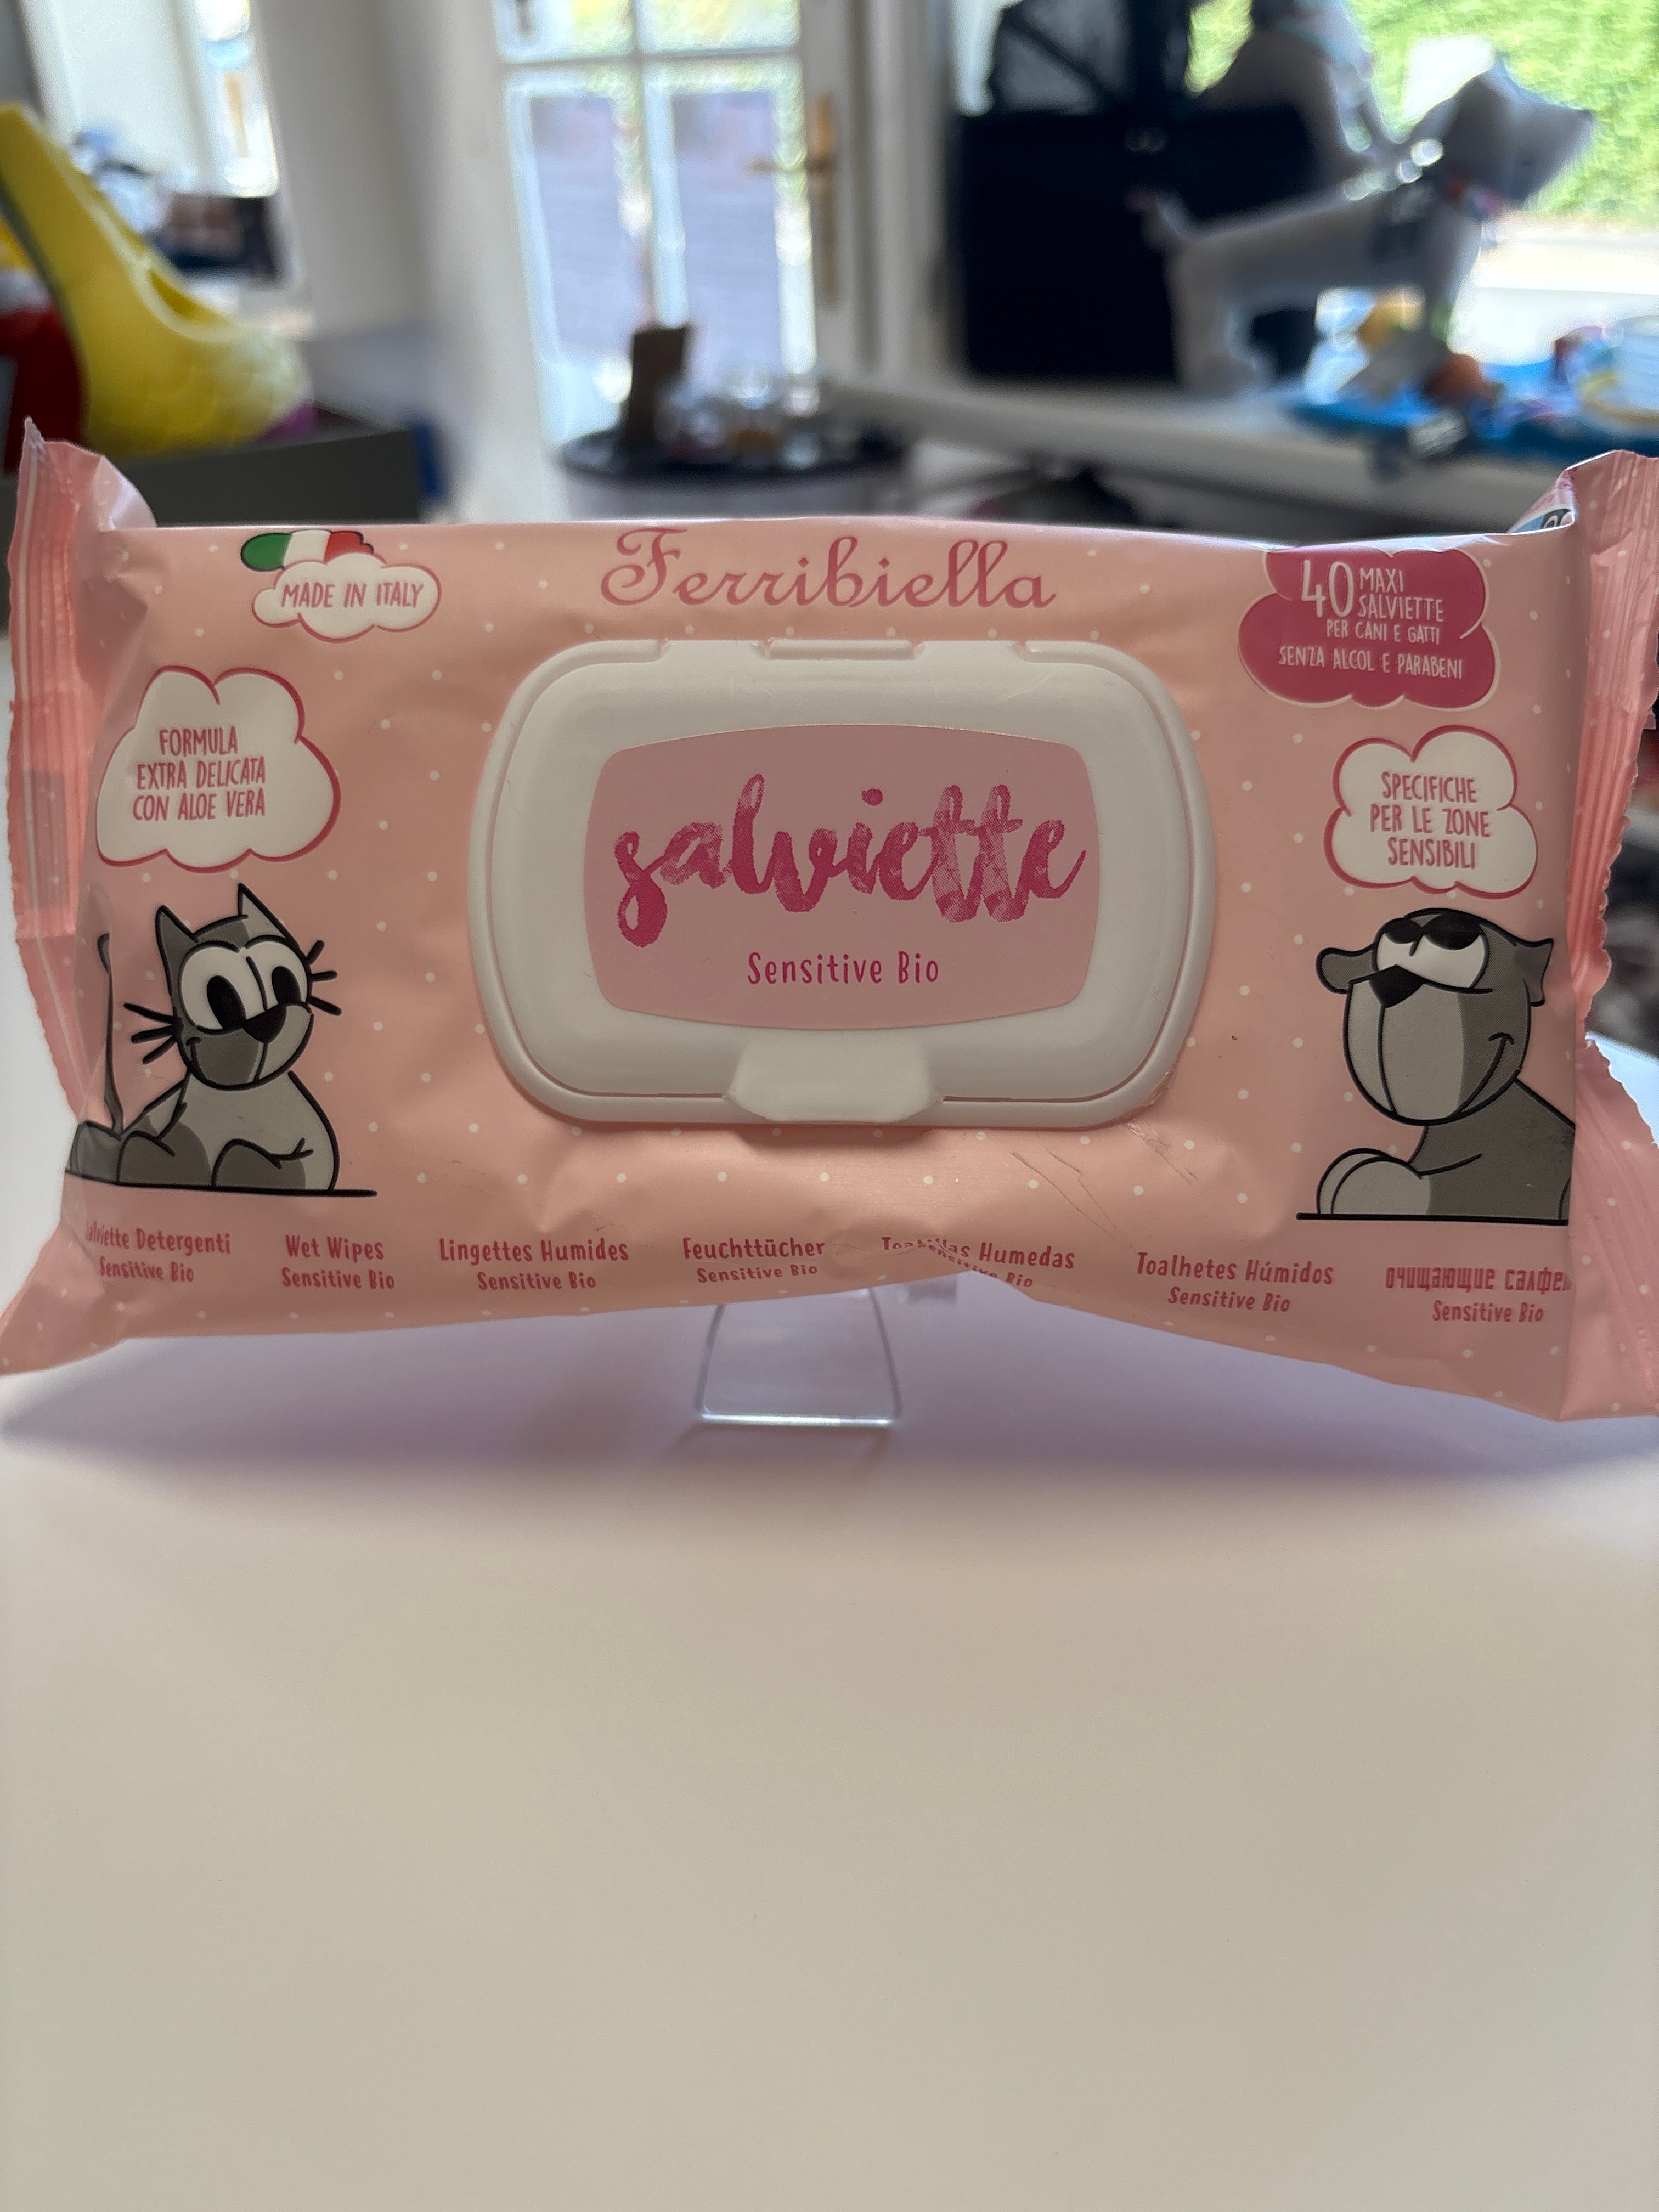 Ferribiella
MADE IN ITALY
40 MAXI
SALVIETTE
PER CANI E GATTI
SENZA ALCOL E PARABENI
FORMULA
EXTRA DELICATA
CON ALOE VERA
SPECIFICHE
PER LE ZONE
SENSIBILI
salviette
Sensitive Bio
Detergenti
Sensitive Bio
Wet Wipes
Sensitive Bio
Lingettes Humides
Sensitive Bio
Feuchttücher
Sensitive Bio
Humedas
Bio
Toalhetes Húmidos
Sensitive Bio
очищающие
Sensitive Bio